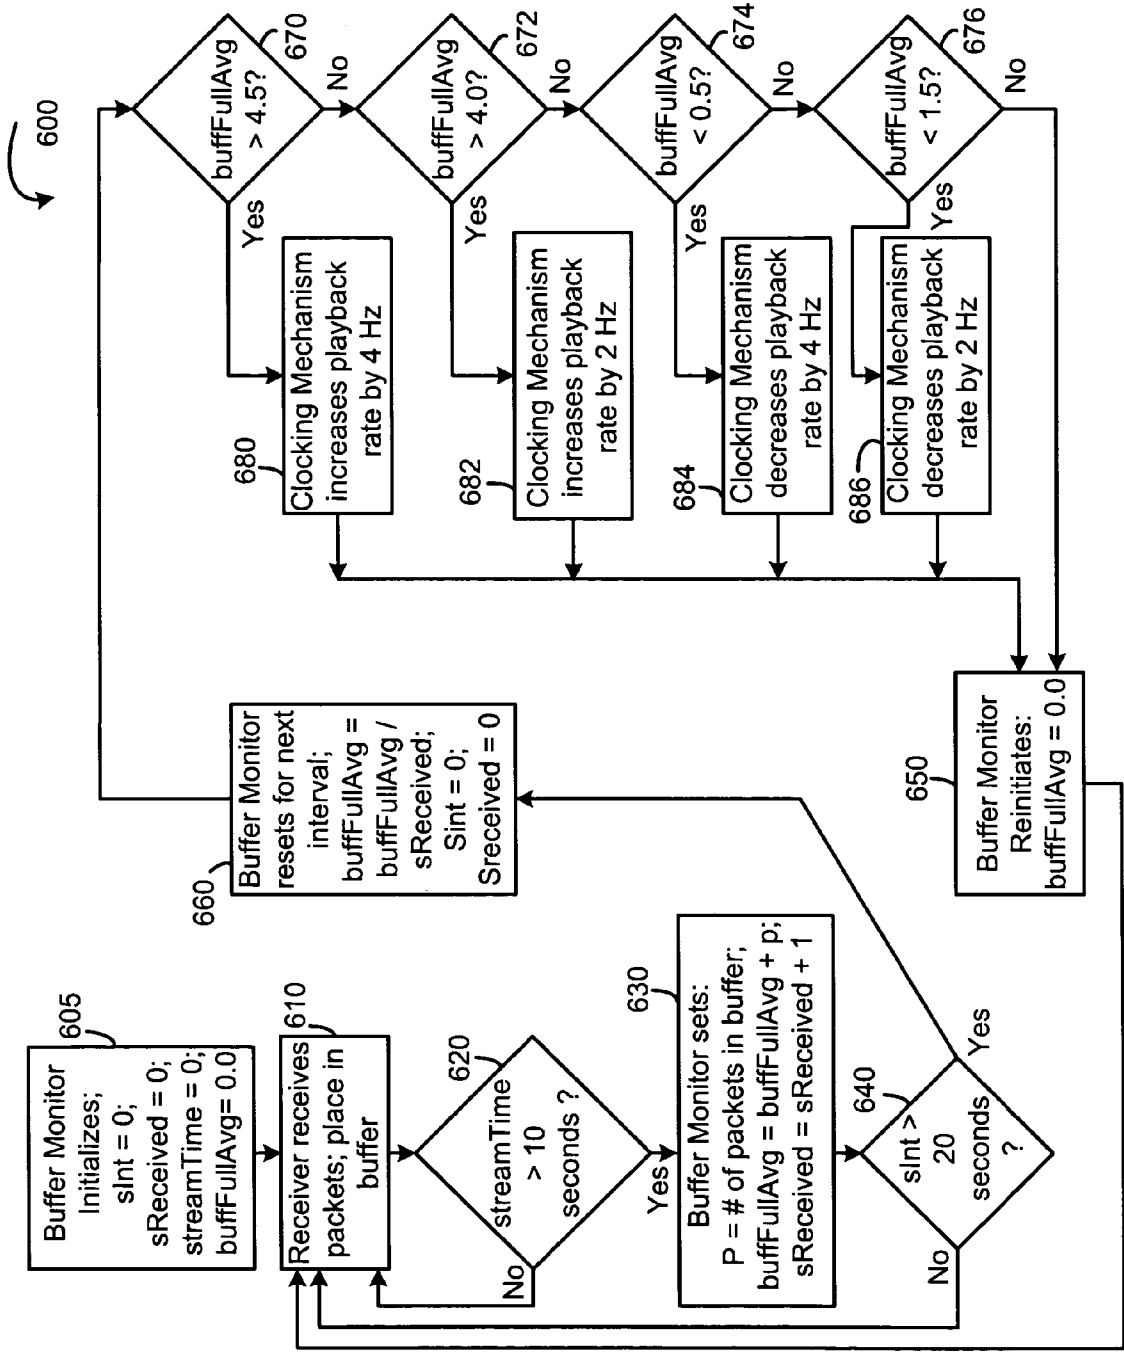 600
Buffer Monitor
Initializes;
sInt = 0;
sReceived = 0;
streamTime = 0;
buffFullAvg= 0.0
605
Receiver receives
packets; place in
buffer
610
streamTime
> 10
seconds ?
620
No
Yes
Buffer Monitor sets:
P = # of packets in buffer;
buffFullAvg = buffFullAvg + p;
sReceived = sReceived + 1
630
sInt >
20
seconds
?
640
No
Yes
Buffer Monitor
resets for next
interval;
buffFullAvg =
buffFullAvg /
sReceived;
Sint = 0;
Sreceived = 0
660
Buffer Monitor
Reinitiates:
buffFullAvg = 0.0
650
buffFullAvg
> 4.5?
670
Yes
No
Clocking Mechanism
increases playback
rate by 4 Hz
680
buffFullAvg
> 4.0?
672
Yes
No
Clocking Mechanism
increases playback
rate by 2 Hz
682
buffFullAvg
< 0.5?
674
Yes
No
Clocking Mechanism
decreases playback
rate by 4 Hz
684
buffFullAvg
< 1.5?
676
Yes
No
Clocking Mechanism
decreases playback
rate by 2 Hz
686